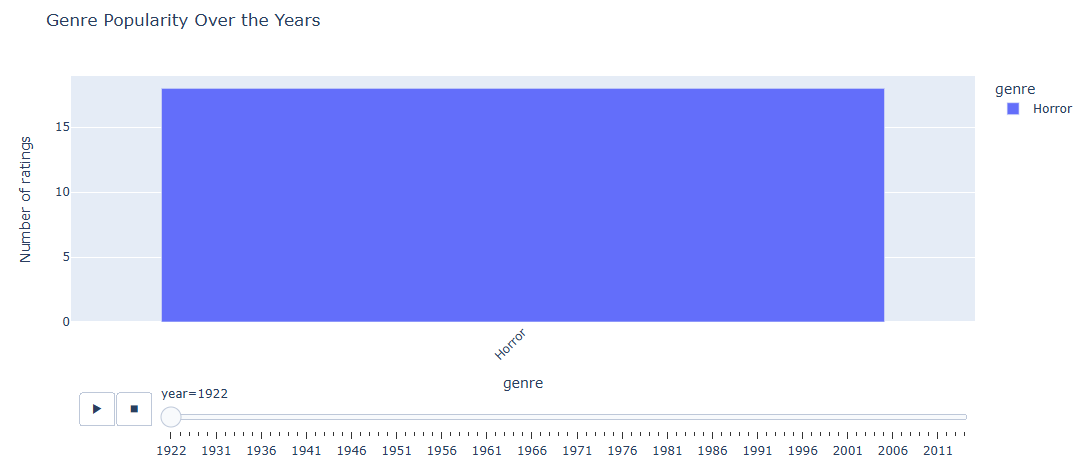 Genre Popularity Over the Years
genre
Horror
Number of ratings
15
10
5
0
Horror
genre
year=1922
1922 1931 1936 1941 1946 1951 1956 1961 1966 1971 1976 1981 1986 1991 1996 2001 2006 2011